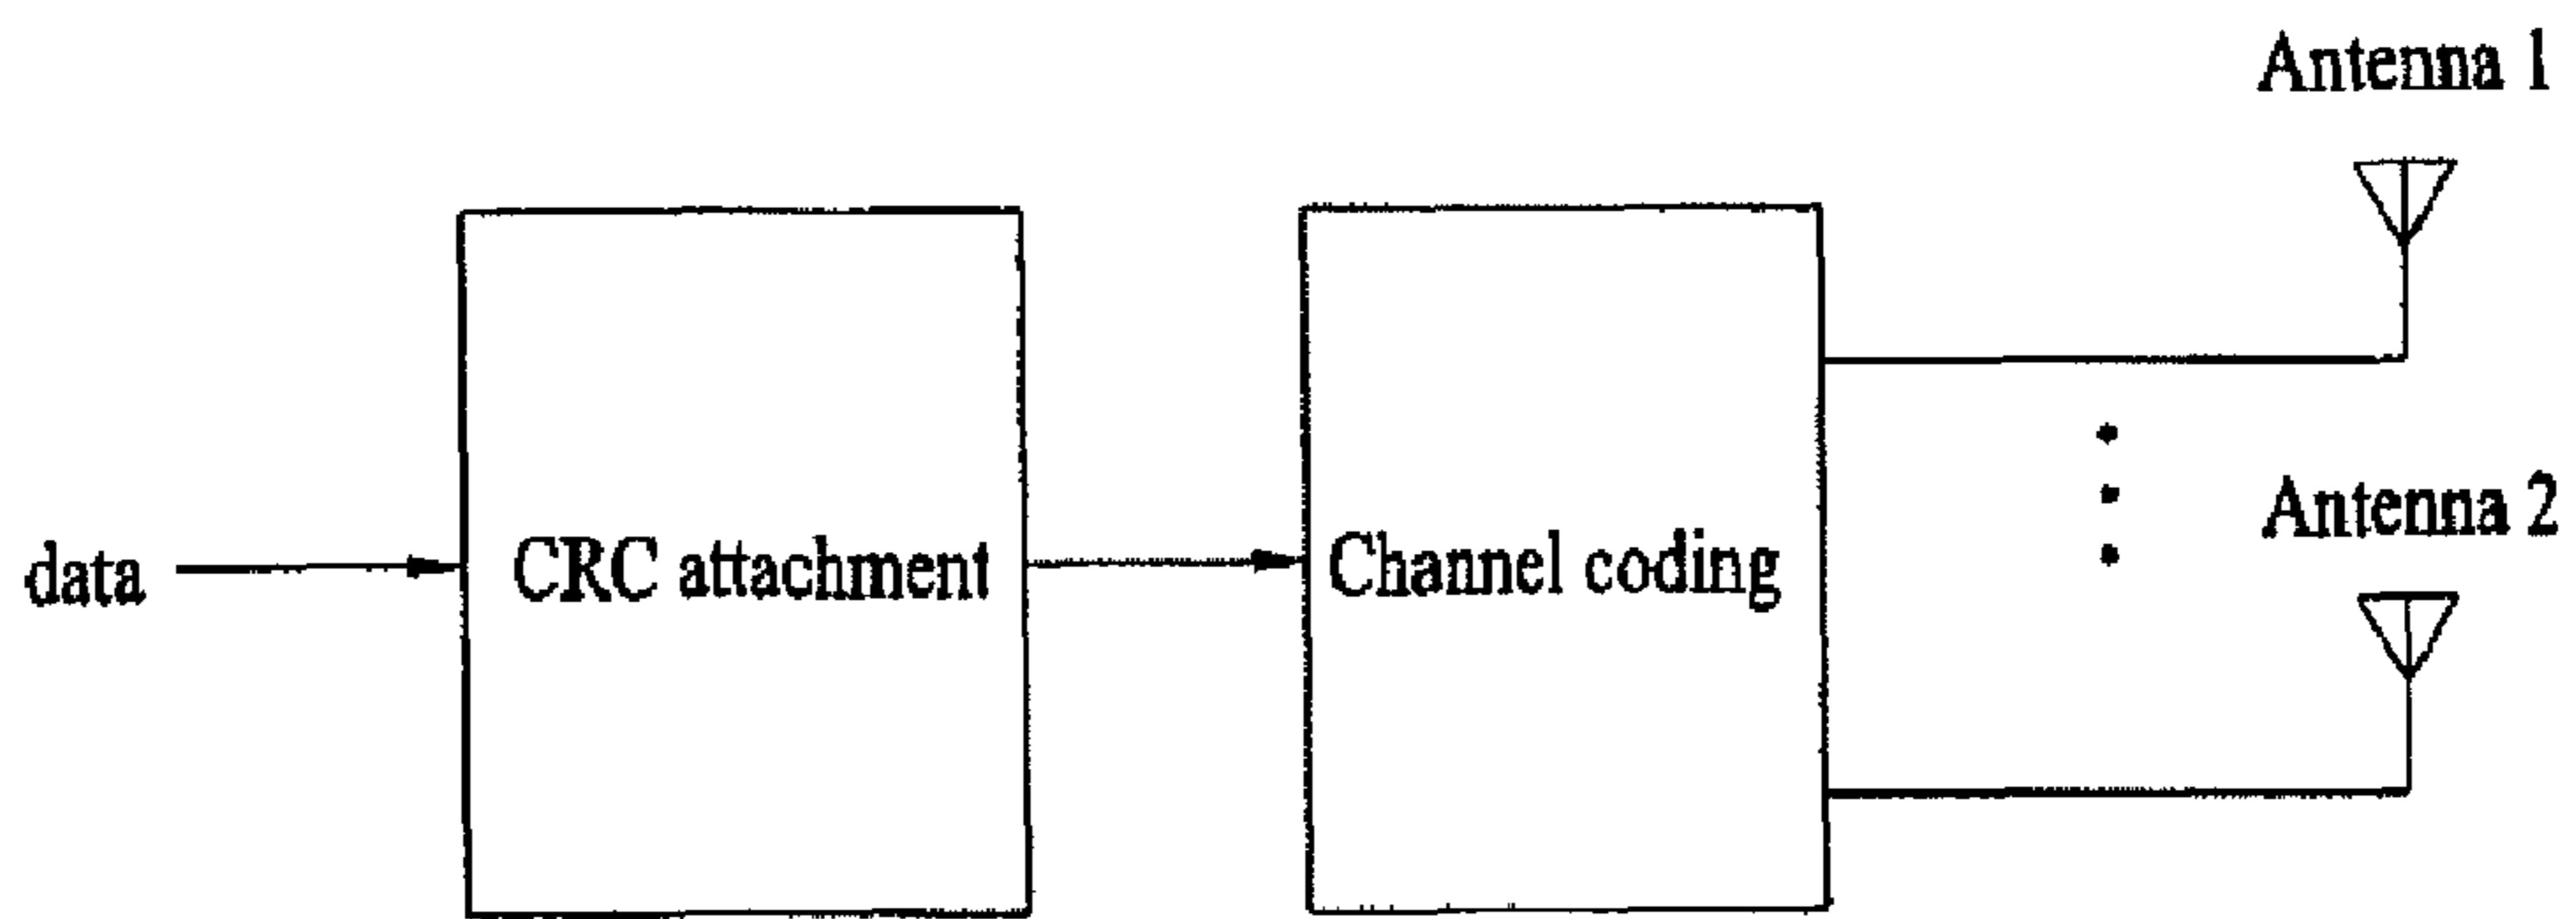 Antenna 1
data
CRC attachment
Channel coding
Antenna 2